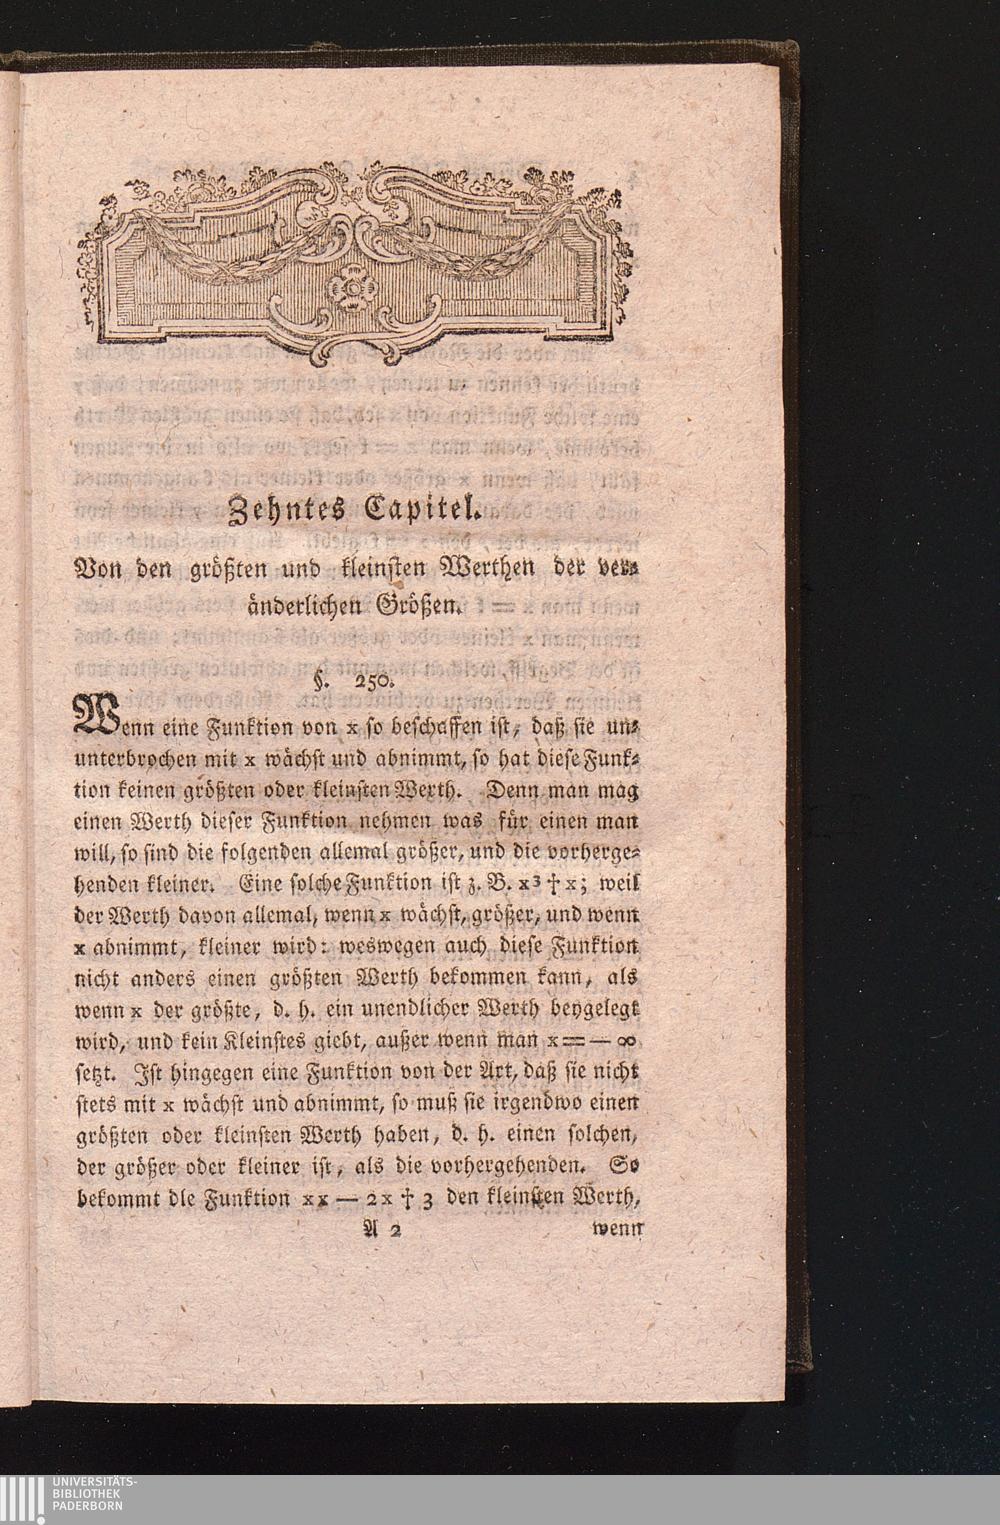 Zehntes Capitel.
Von den größten und kleinsten Werthen der ver-
änderlichen Größen.
§. 250.
Wenn eine Funktion von x so beschaffen ist, daß sie un-
unterbrochen mit x wächst und abnimmt, so hat diese Funk-
tion keinen größten oder kleinsten Werth. Denn man mag
einen Werth dieser Funktion nehmen was für einen man
will, so sind die folgenden allemal größer, und die vorherge-
henden kleiner. Eine solche Funktion ist z. B. x³ † x; weil
der Werth davon allemal, wenn x wächst, größer, und wenn
x abnimmt, kleiner wird: weswegen auch diese Funktion
nicht anders einen größten Werth bekommen kann, als
wenn x der größte, d. h. ein unendlicher Werth beygelegt
wird, und kein Kleinstes giebt, außer wenn man x = — ∞
setzt. Ist hingegen eine Funktion von der Art, daß sie nicht
stets mit x wächst und abnimmt, so muß sie irgendwo einen
größten oder kleinsten Werth haben, d. h. einen solchen,
der größer oder kleiner ist, als die vorhergehenden. So
bekommt dle Funktion xx — 2x † 3 den kleinsten Werth,
A 2 wenn
UNIVERSITÄTS-
BIBLIOTHEK
PADERBORN